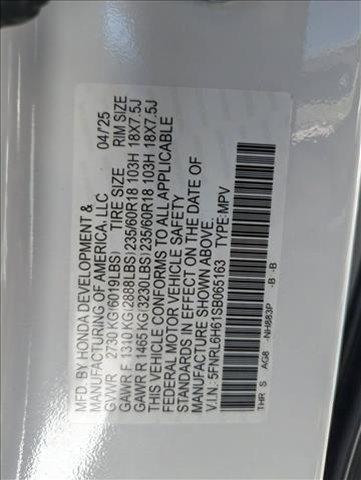 MFD. BY HONDA DEVELOPMENT &
MANUFACTURING OF AMERICA, LLC 04/25
GVWR 2730 KG(6019LBS) TIRE SIZE RIM SIZE
GAWR F 1310 KG(2888LBS)235/60R18 103H 18X7.5J
GAWR R 1465 KG(3230LBS)235/60R18 103H 18X7.5J
THIS VEHICLE CONFORMS TO ALL APPLICABLE
FEDERAL MOTOR VEHICLE SAFETY
STANDARDS IN EFFECT ON THE DATE OF
MANUFACTURE SHOWN ABOVE.
V.I.N.: 5FNRL6H61SB065163 TYPE:MPV
THR S AG8 -NH883P -B -B